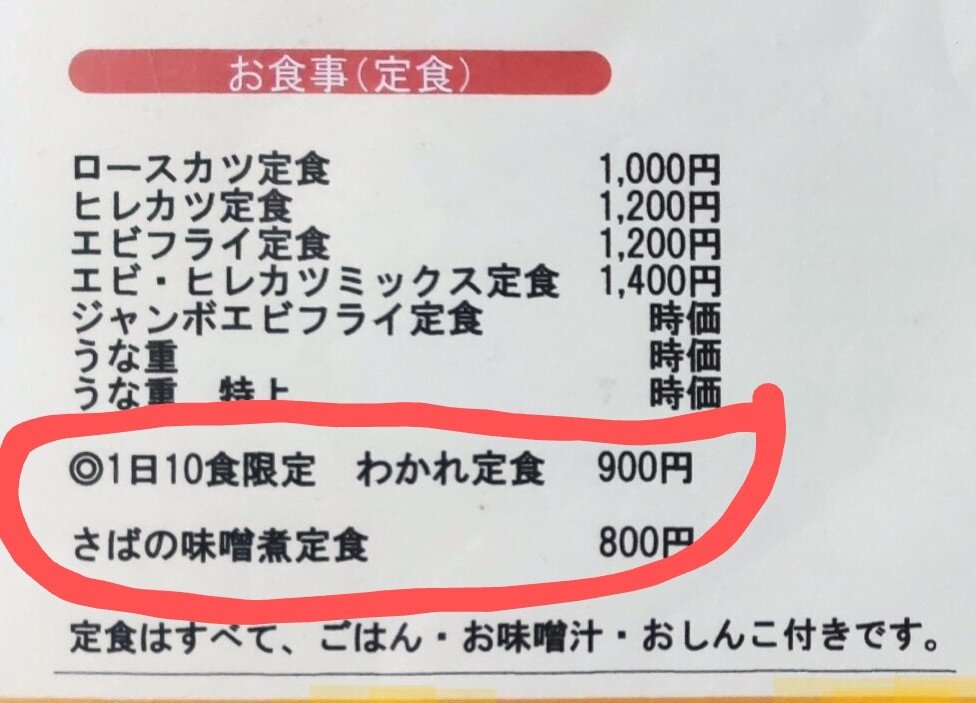 お食事(定食)
ロースカツ定食 1,000円
ヒレカツ定食 1,200円
エビフライ定食 1,200円
エビ・ヒレカツミックス定食 1,400円
ジャンボエビフライ定食 時価
うな重 時価
うな重 特上 時価
◎1日10食限定 わかれ定食 900円
さばの味噌煮定食 800円
定食はすべて、ごはん・お味噌汁・おしんこ付きです。